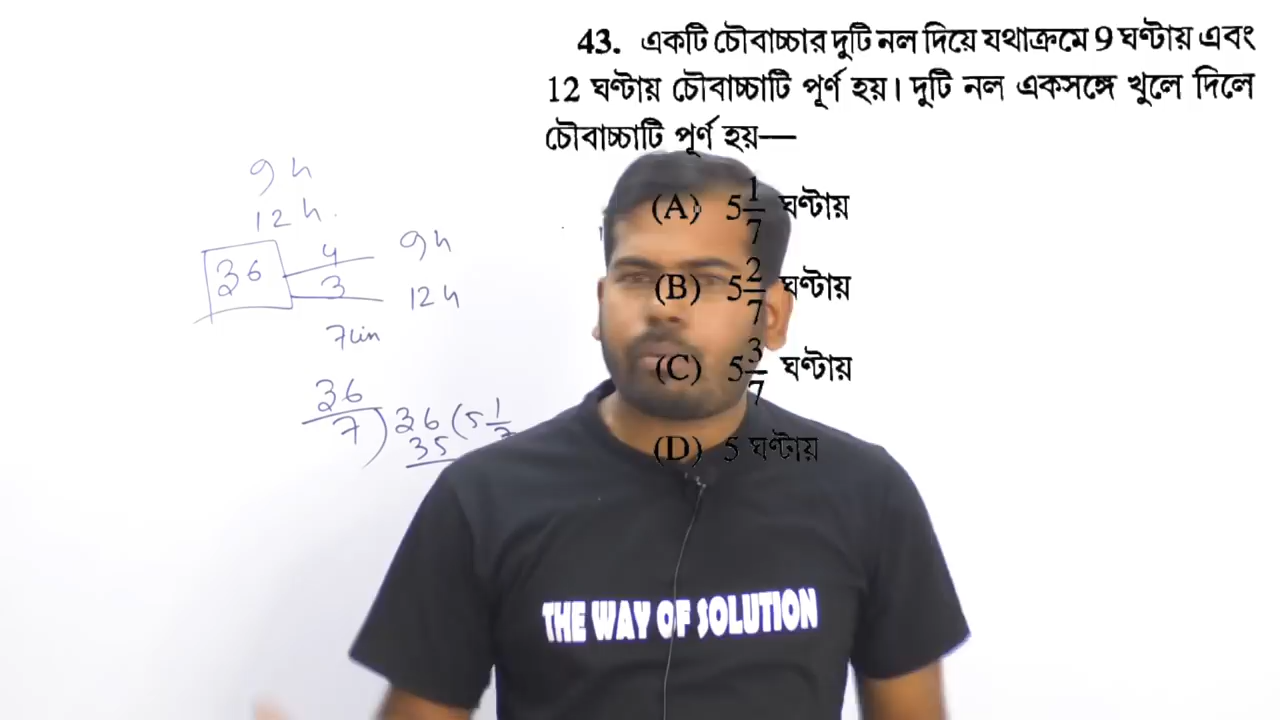 43. একটি চৌবাচ্চার দুটি নল দিয়ে যথাক্রমে 9 ঘণ্টায় এবং
12 ঘণ্টায় চৌবাচ্চাটি পূর্ণ হয়। দুটি নল একসঙ্গে খুলে দিলে
চৌবাচ্চাটি পূর্ণ হয়—
(A) 5 1/7 ঘণ্টায়
(B) 5 2/7 ঘণ্টায়
(C) 5 3/7 ঘণ্টায়
(D) 5 ঘণ্টায়
9 h
12 h.
36 4 9 h
3 12 h
7 lin
36/7 ) 36 ( 5 1/7
35
THE WAY OF SOLUTION